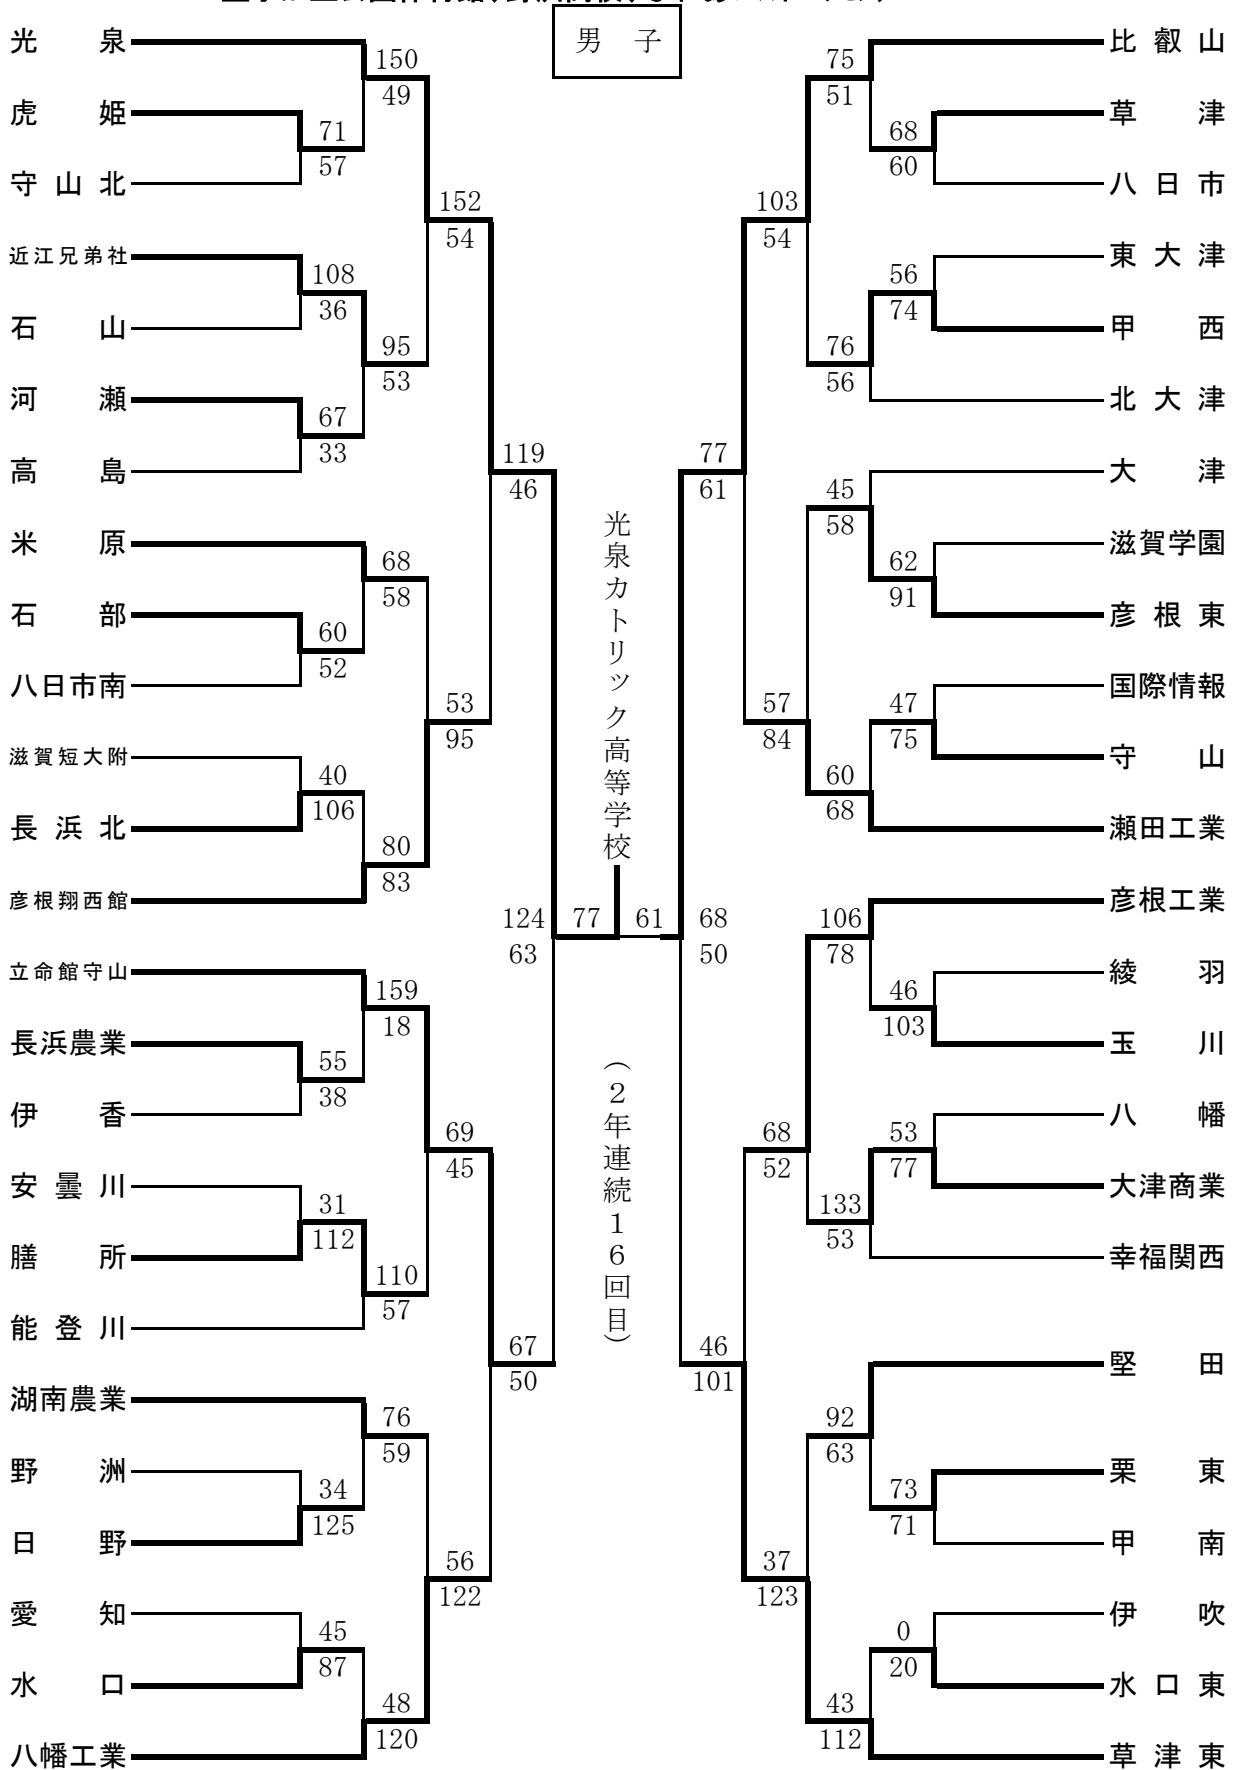 男 子
光 泉
虎 姫
守 山 北
近江兄弟社
石 山
河 瀬
高 島
米 原
石 部
八日市南
滋賀短大附
長 浜 北
彦根翔西館
立命館守山
長浜農業
伊 香
安 曇 川
膳 所
能 登 川
湖南農業
野 洲
日 野
愛 知
水 口
八幡工業
150
49
71
57
108
36
95
53
67
33
152
54
68
58
60
52
40
106
80
83
53
95
119
46
159
18
55
38
31
112
110
57
69
45
76
59
34
125
45
87
48
120
56
122
67
50
124
63
77
61
光泉カトリック高等学校
（２年連続１６回目）
68
50
77
61
103
54
75
51
68
60
56
74
76
56
45
58
62
91
47
75
60
68
57
84
46
101
68
52
106
78
46
103
53
77
133
53
92
63
73
71
37
123
0
20
43
112
比 叡 山
草 津
八 日 市
東 大 津
甲 西
北 大 津
大 津
滋賀学園
彦 根 東
国際情報
守 山
瀬田工業
彦根工業
綾 羽
玉 川
八 幡
大津商業
幸福関西
堅 田
栗 東
甲 南
伊 吹
水 口 東
草 津 東